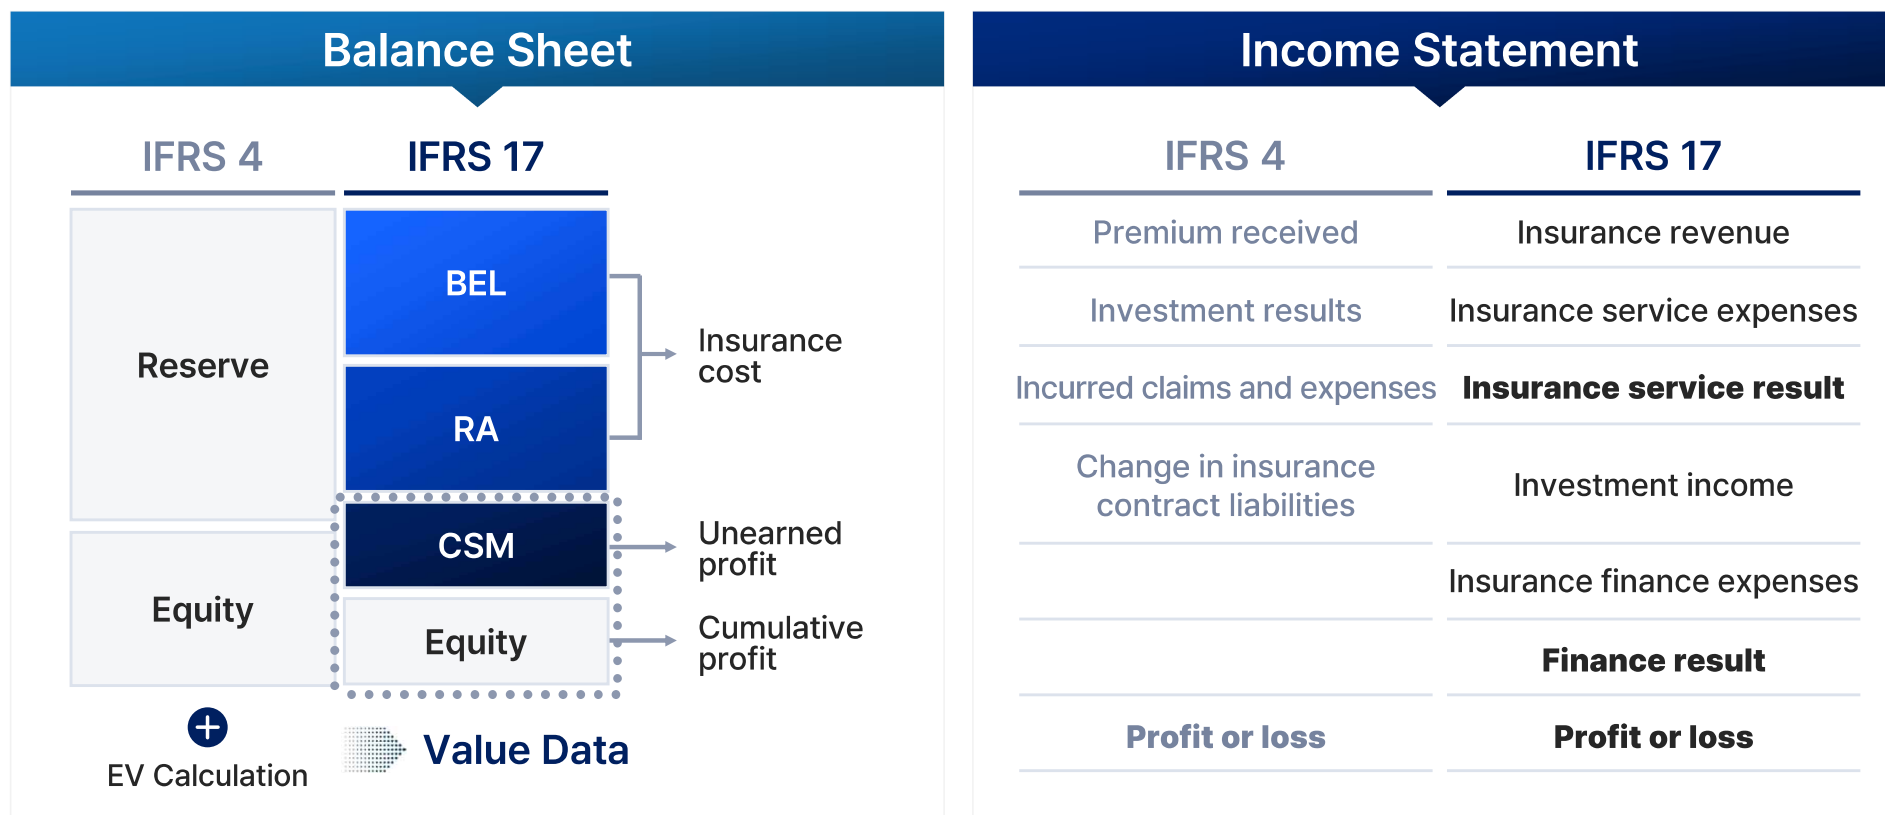 Balance Sheet
IFRS 4
IFRS 17
Reserve
Equity
BEL
RA
CSM
Equity
Insurance
cost
Unearned
profit
Cumulative
profit
EV Calculation
Value Data
Income Statement
IFRS 4
IFRS 17
Premium received
Insurance revenue
Investment results
Insurance service expenses
Incurred claims and expenses
Insurance service result
Change in insurance
contract liabilities
Investment income
Insurance finance expenses
Finance result
Profit or loss
Profit or loss